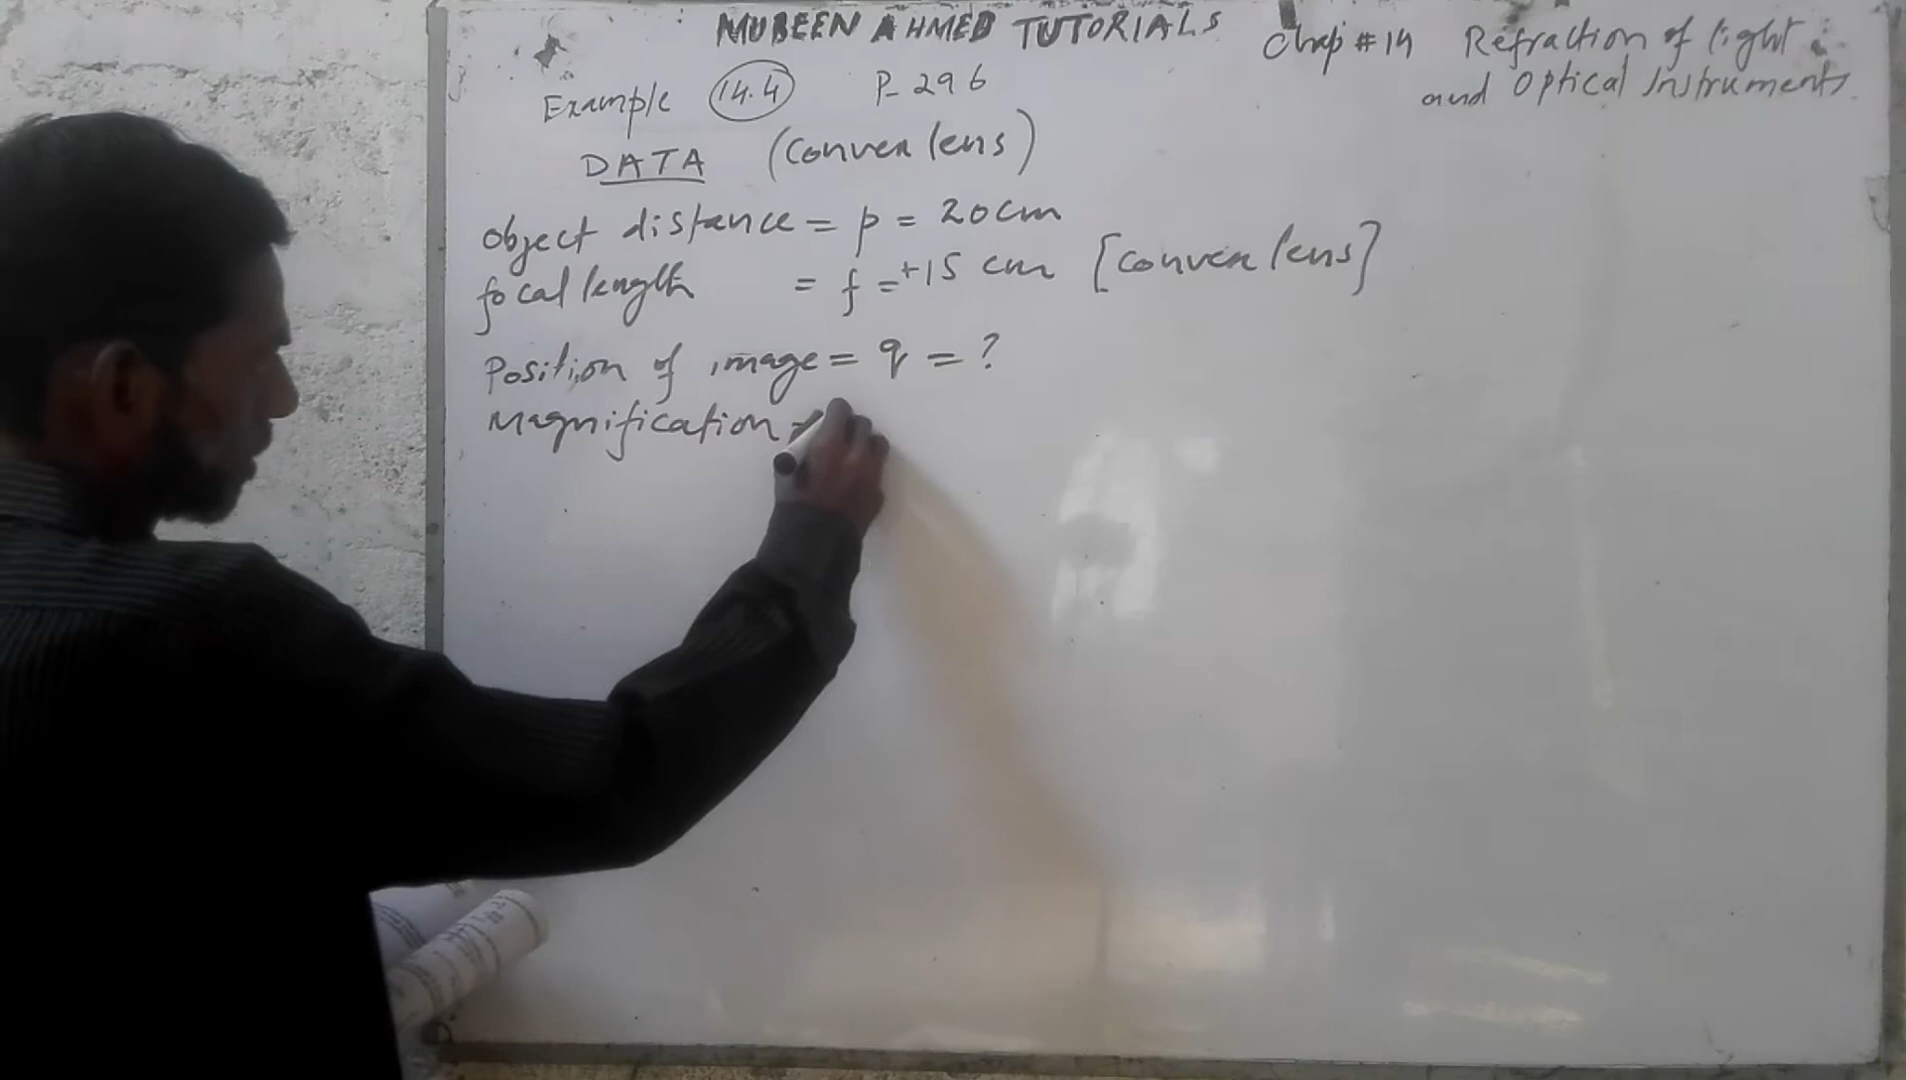 MUBEEN AHMED TUTORIALS
Chap # 14 Refraction of light
and Optical Instruments
Example 14.4 P-296
DATA (Convex lens)
Object distance = p = 20cm
focal length = f = +15 cm [Convex lens]
Position of image = q = ?
Magnification =